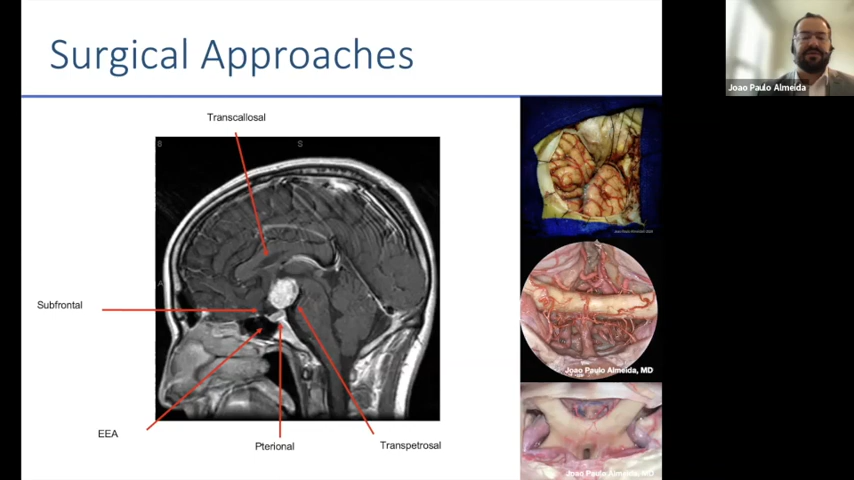 Surgical Approaches
Joao Paulo Almeida
Transcallosal
S
A
Subfrontal
EEA
Pterional
Transpetrosal
Joao Paulo Almeida, MD
Joao Paulo Almeida, MD